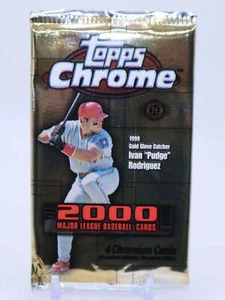 Topps
Chrome
1999
Gold Glove Catcher
Ivan "Pudge"
Rodriguez
2000
MAJOR LEAGUE BASEBALL CARDS
4 Chromium Cards